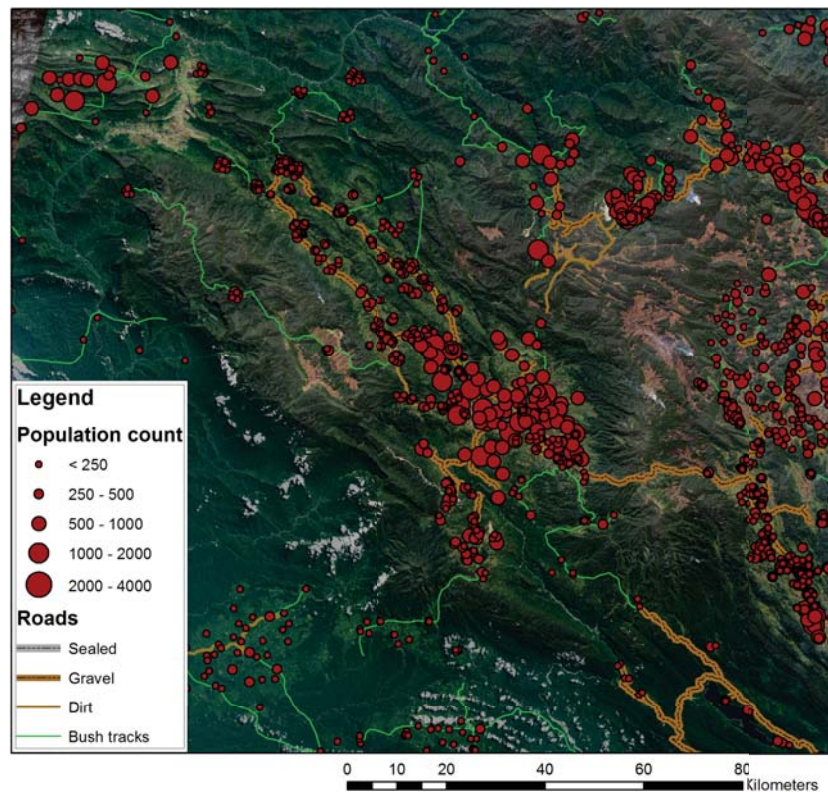 Legend
Population count
< 250
250 - 500
500 - 1000
1000 - 2000
2000 - 4000
Roads
Sealed
Gravel
Dirt
Bush tracks
0 10 20 40 60 80
Kilometers